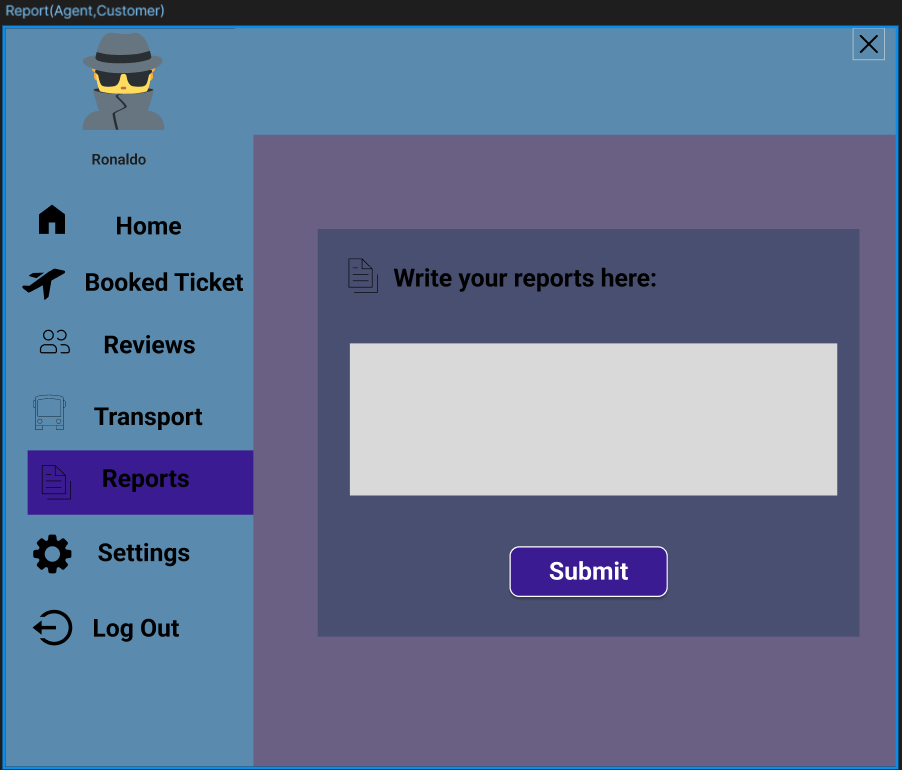 Report(Agent,Customer)
Ronaldo
Home
Booked Ticket
Reviews
Transport
Reports
Settings
Log Out
Write your reports here:
Submit